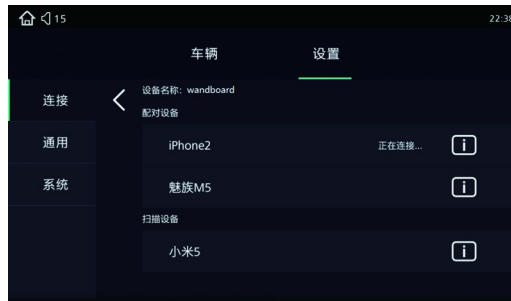 15
22:38
车辆
设置
连接
通用
系统
设备名称：wandboard
配对设备
iPhone2
正在连接...
魅族M5
扫描设备
小米5